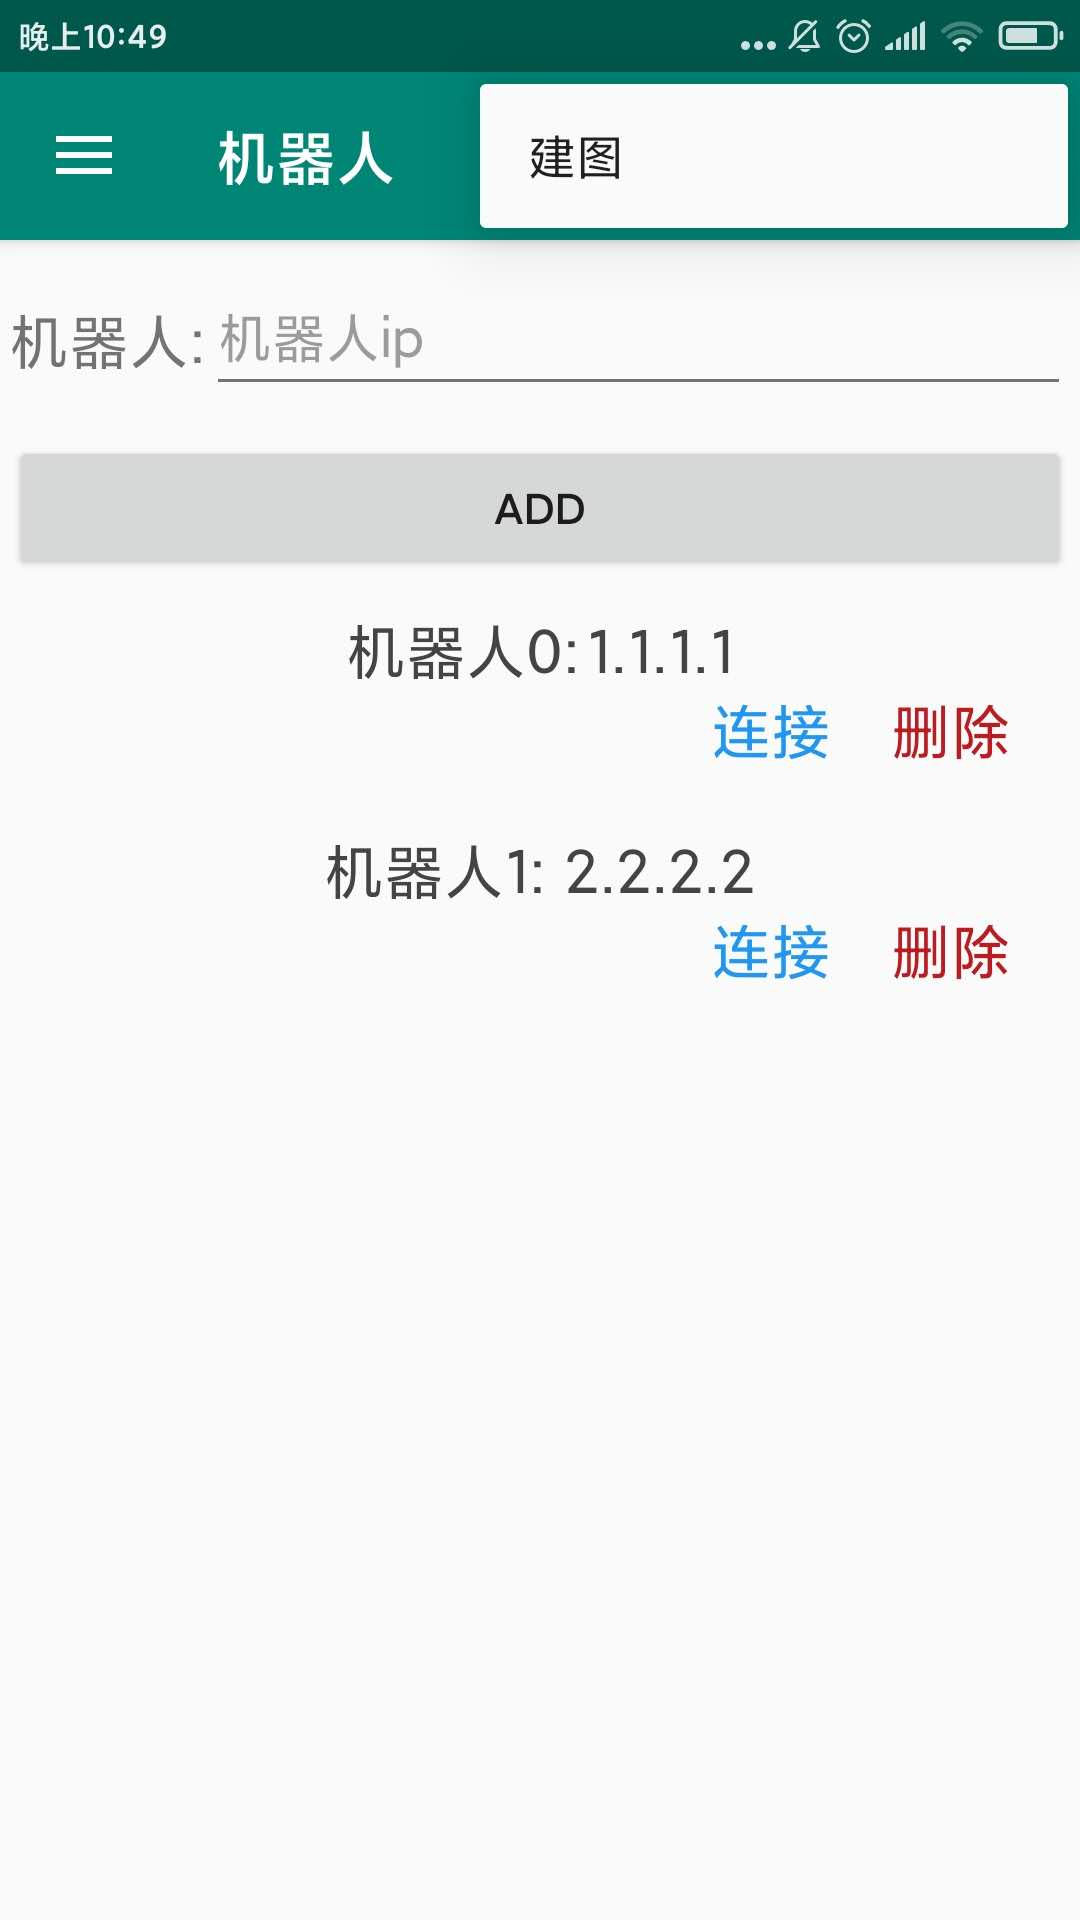 晚上10:49
机器人
建图
机器人: 机器人ip
ADD
机器人0: 1.1.1.1
连接 删除
机器人1: 2.2.2.2
连接 删除